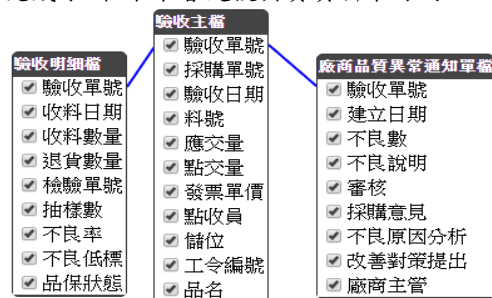 驗收明細檔
驗收單號
收料日期
收料數量
退貨數量
檢驗單號
抽樣數
不良率
不良低標
品保狀態
驗收主檔
驗收單號
採購單號
驗收日期
料號
應交量
點交量
發票單價
點收員
儲位
工令編號
品名
廠商品質異常通知單檔
驗收單號
建立日期
不良數
不良說明
審核
採購意見
不良原因分析
改善對策提出
廠商主管